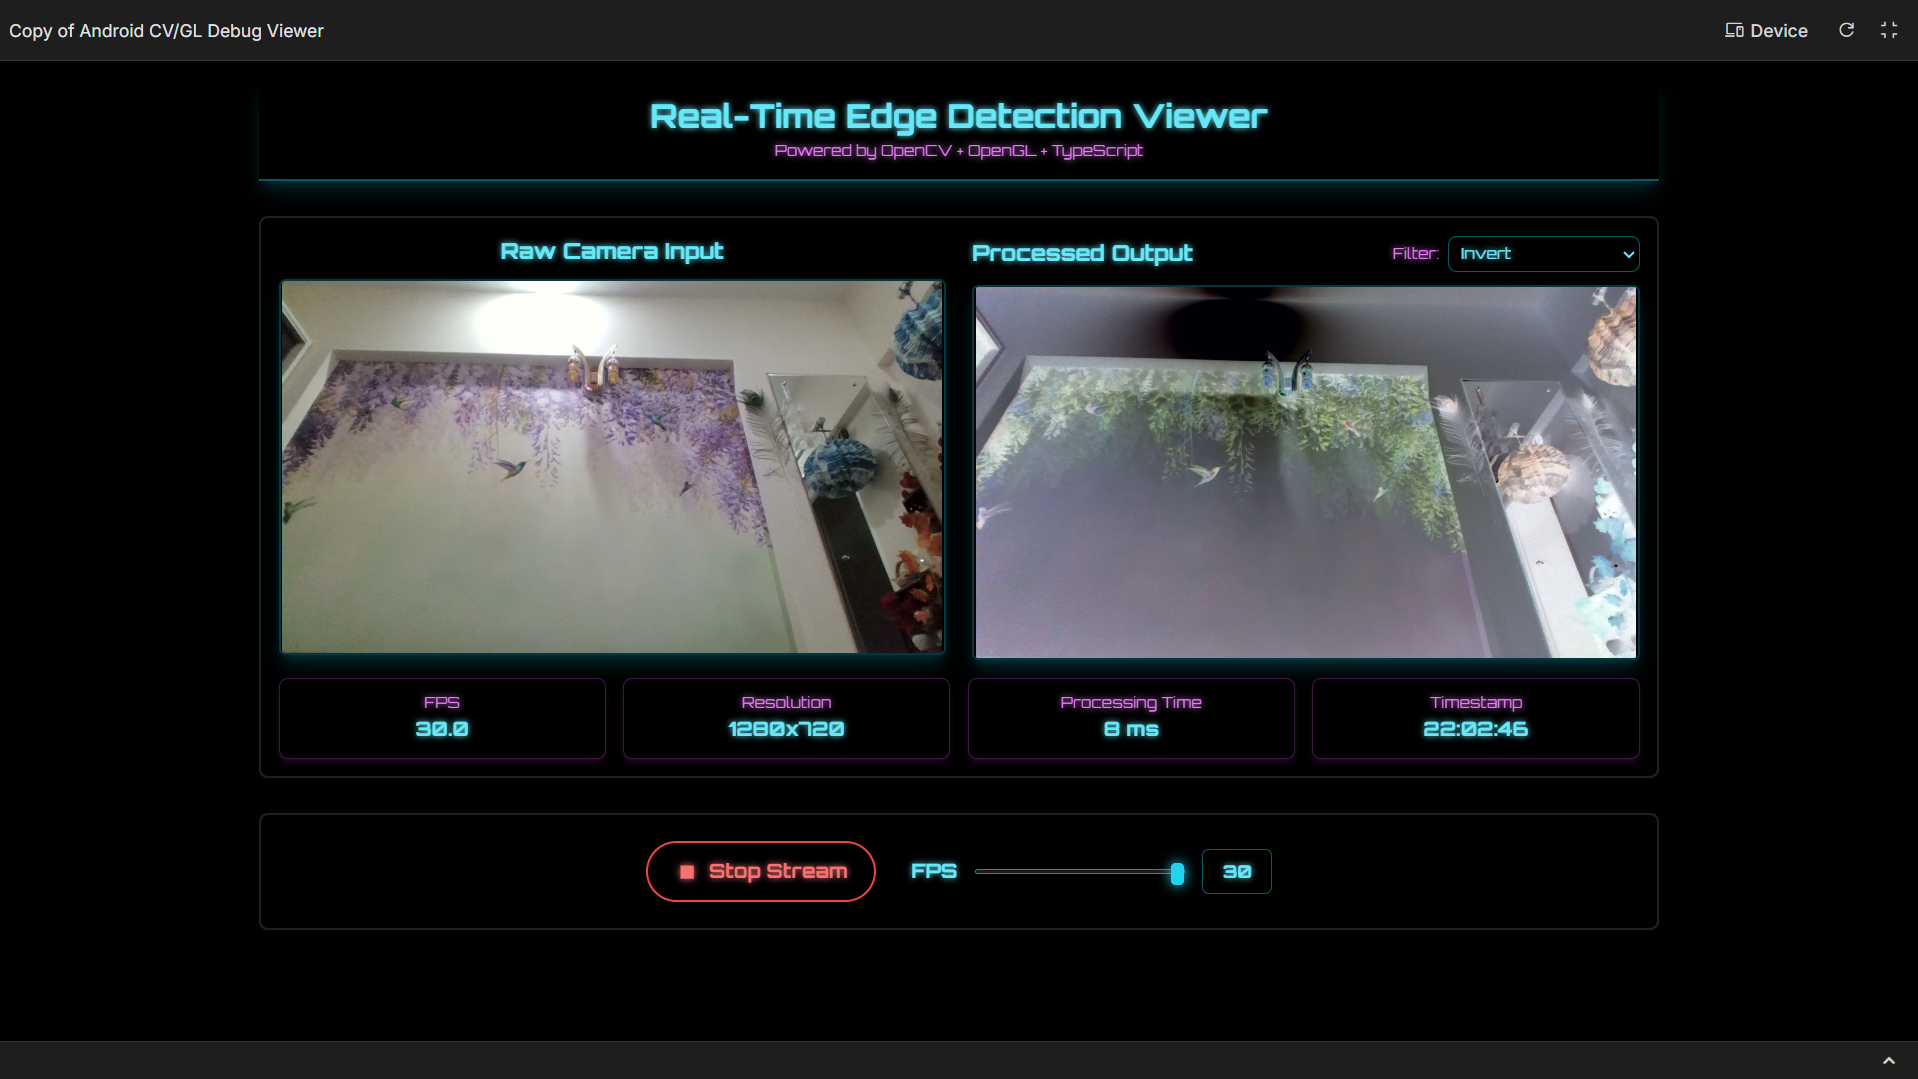 Copy of Android CV/GL Debug Viewer
Device
Real-Time Edge Detection Viewer
Powered by OpenCV + OpenGL + TypeScript
Raw Camera Input
Processed Output
Filter:
Invert
FPS
30.0
Resolution
1280x720
Processing Time
8 ms
Timestamp
22:02:46
Stop Stream
FPS
30